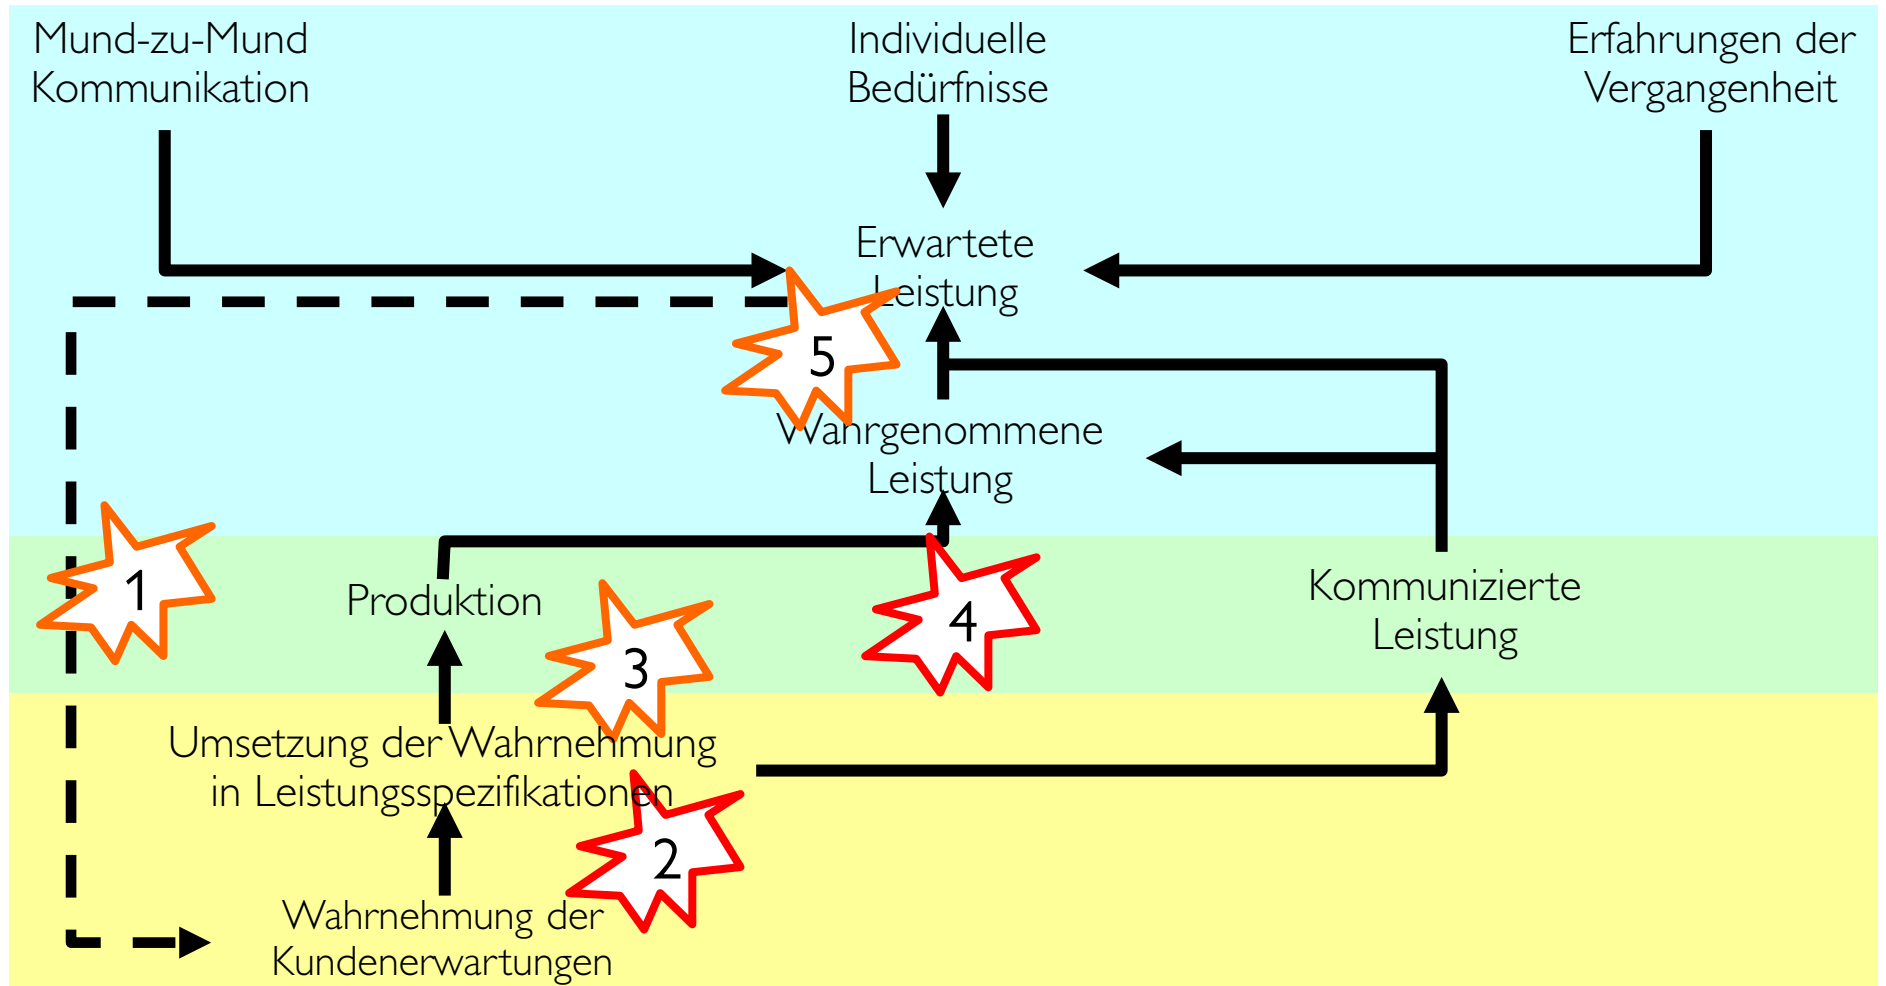 Mund-zu-Mund
Kommunikation
Individuelle
Bedürfnisse
Erfahrungen der
Vergangenheit
Erwartete
Leistung
5
Wahrgenommene
Leistung
1
Produktion
3
4
Kommunizierte
Leistung
Umsetzung der Wahrnehmung
in Leistungsspezifikationen
2
Wahrnehmung der
Kundenerwartungen